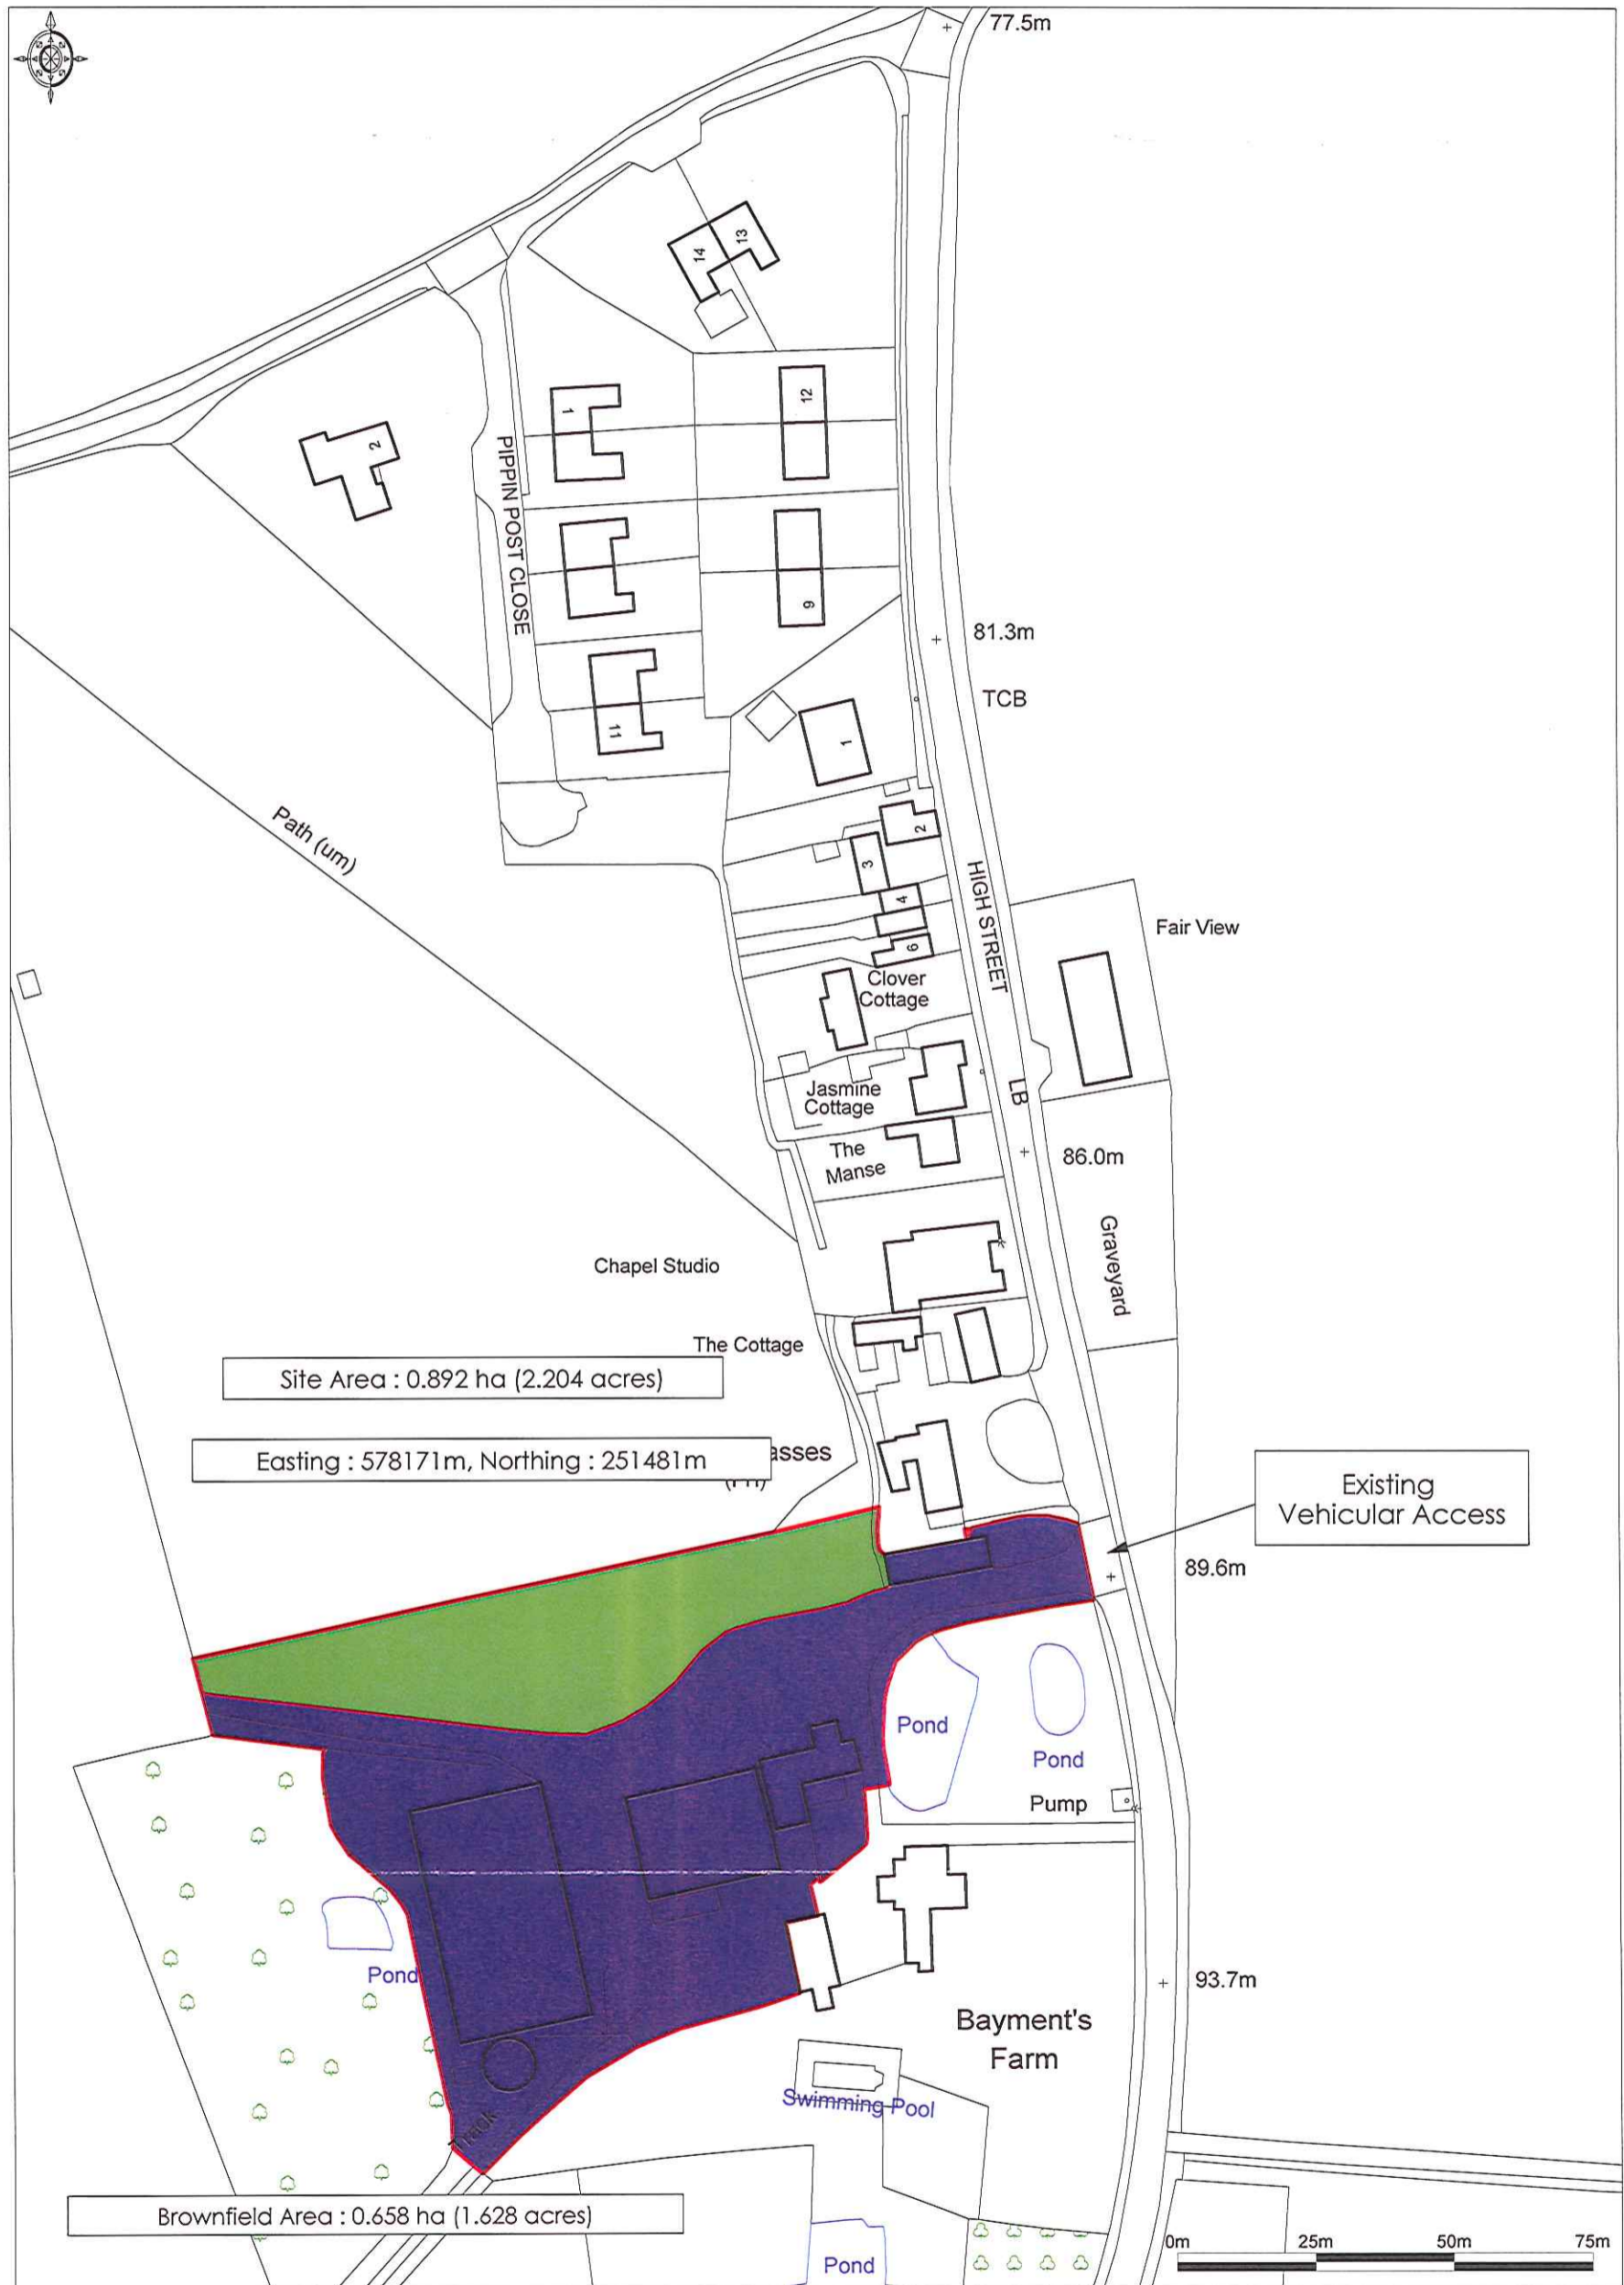 77.5m
13
14
12
1
2
PIPPIN POST CLOSE
9
81.3m
TCB
11
1
Path (um)
2
3
HIGH STREET
4
Fair View
6
Clover
Cottage
Jasmine
Cottage
LB
The
Manse
86.0m
Graveyard
Chapel Studio
The Cottage
Site Area : 0.892 ha (2.204 acres)
Easting : 578171m, Northing : 251481m
asses
Existing
Vehicular Access
89.6m
Pond
Pond
Pump
Pond
93.7m
Bayment's
Farm
Swimming Pool
Track
Brownfield Area : 0.658 ha (1.628 acres)
Pond
0m
25m
50m
75m